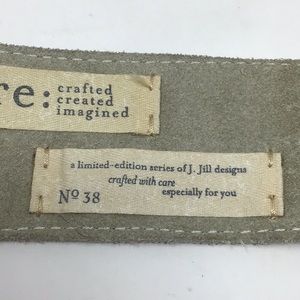 re: crafted
created
imagined
a limited-edition series of J. Jill designs
crafted with care
especially for you
Nº 38